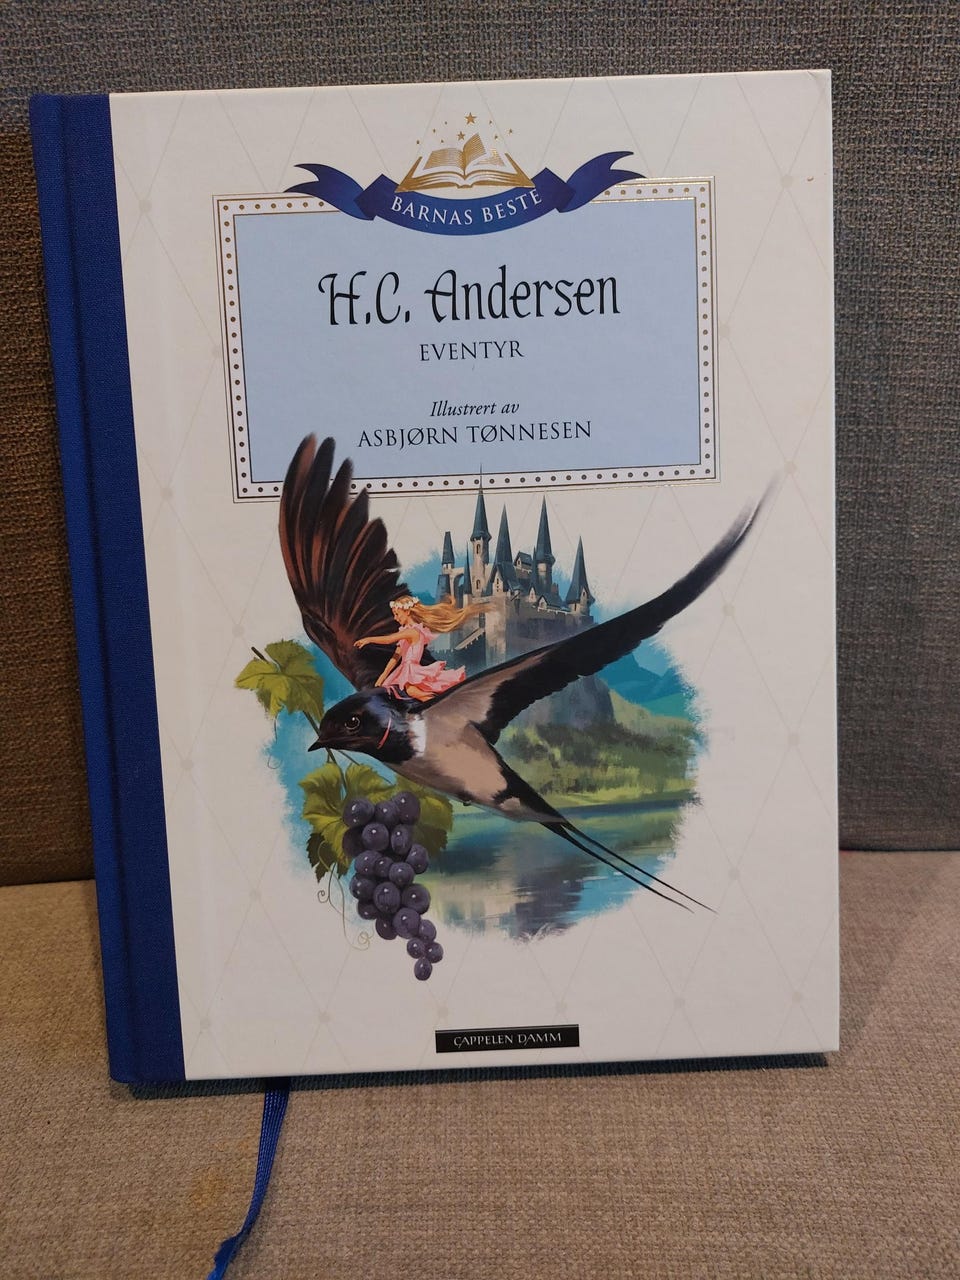 BARNAS BESTE
H.C. Andersen
EVENTYR
Illustrert av
ASBJØRN TØNNESEN
CAPPELEN DAMM